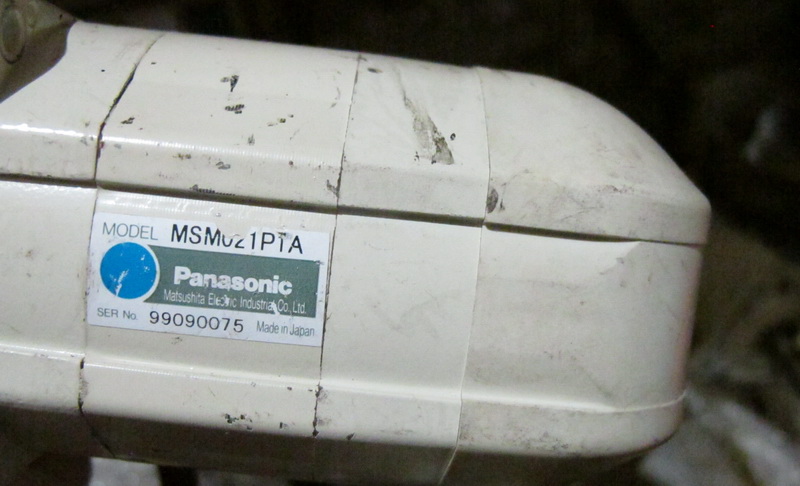 MODEL MSM021PTA
Panasonic
Matsushita Electric Industrial Co., Ltd.
SER No. 99090075 Made in Japan